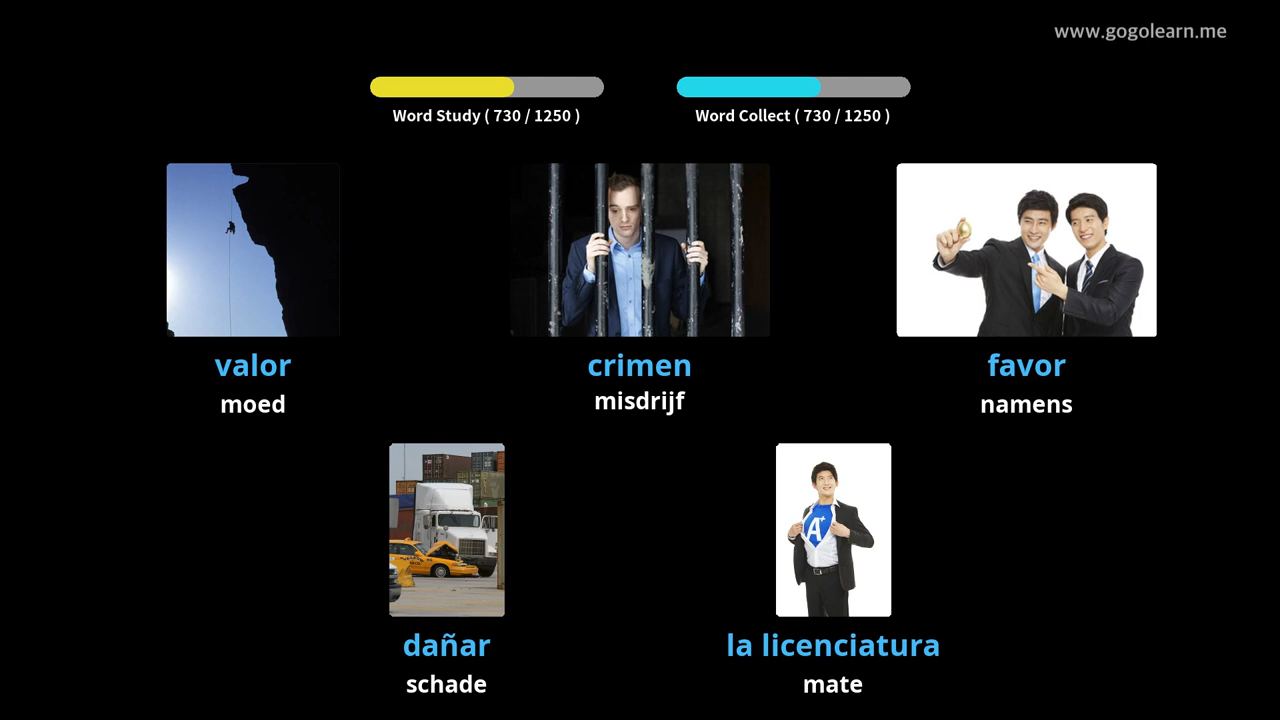 www.gogolearn.me
Word Study ( 730 / 1250 )
Word Collect ( 730 / 1250 )
valor
moed
crimen
misdrijf
favor
namens
A+
dañar
schade
la licenciatura
mate